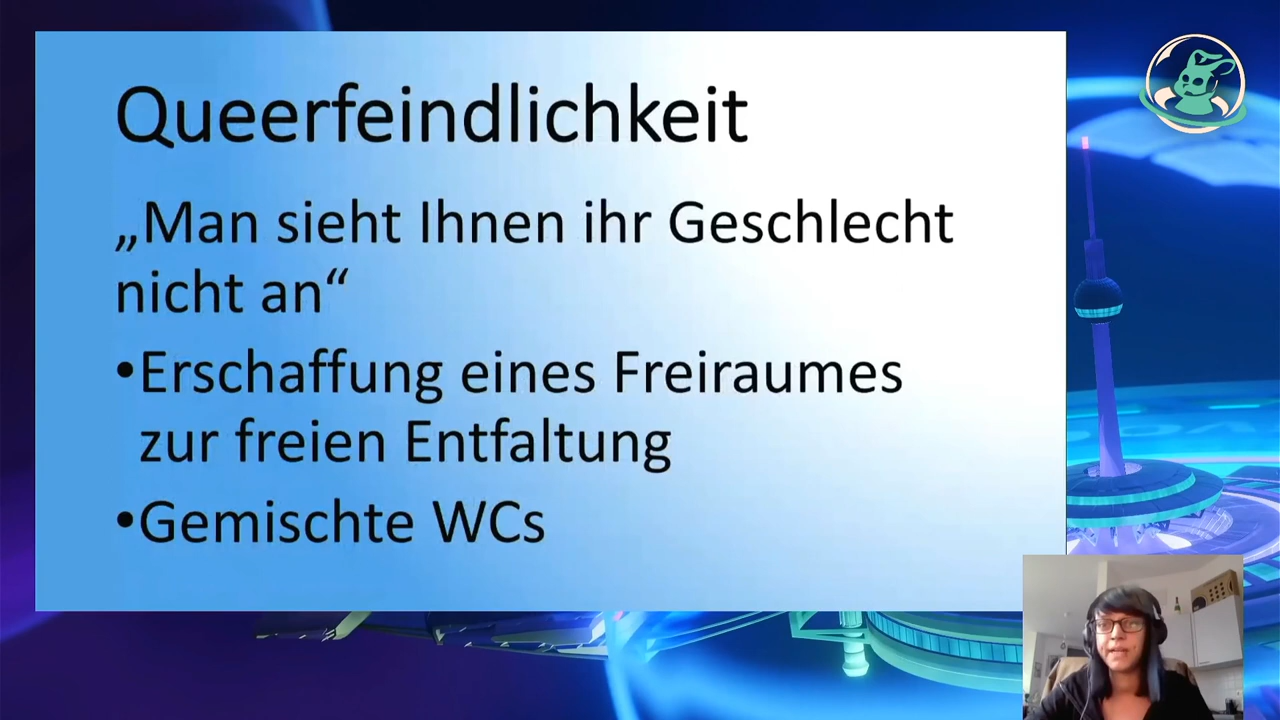 Queerfeindlichkeit
„Man sieht Ihnen ihr Geschlecht
nicht an“
•Erschaffung eines Freiraumes
zur freien Entfaltung
•Gemischte WCs